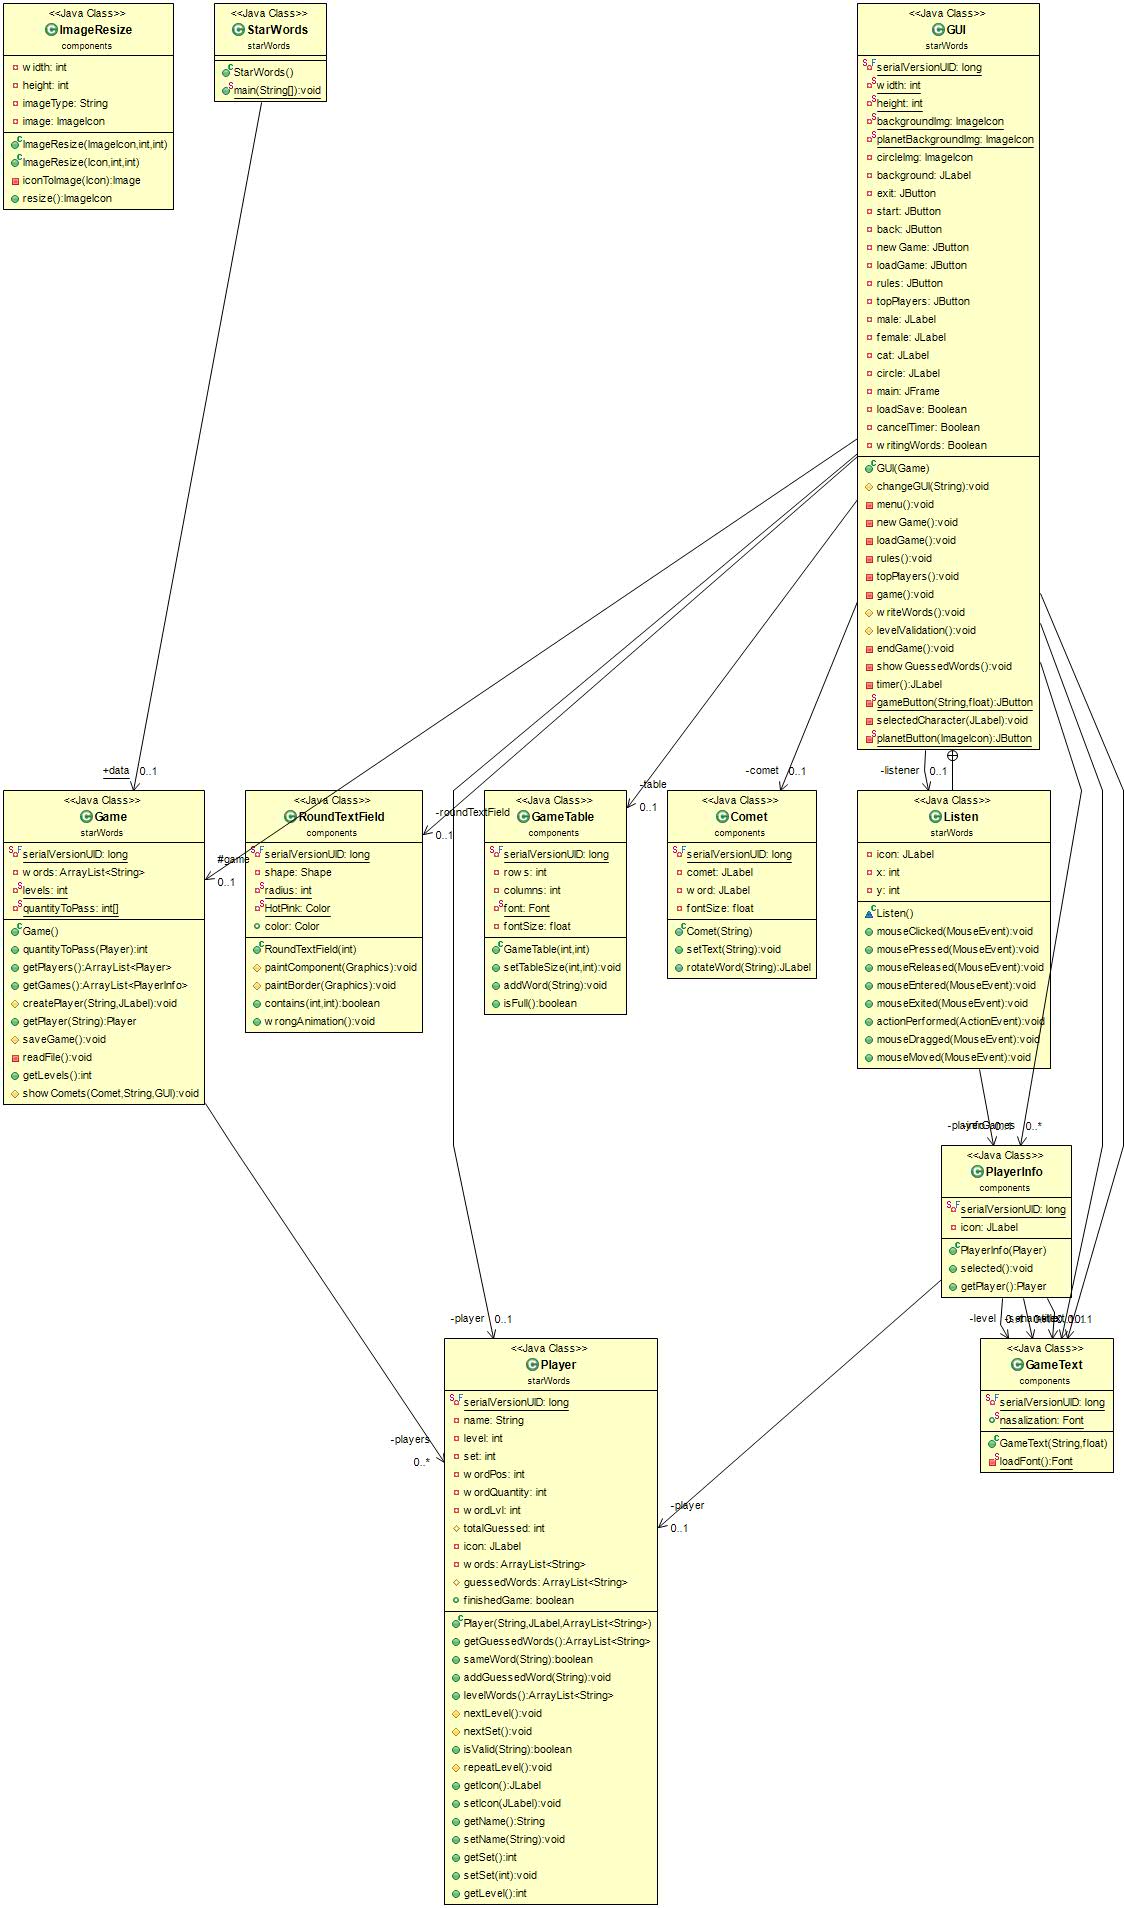 <<Java Class>>
ImageResize
components
width: int
height: int
imageType: String
image: ImageIcon
ImageResize(ImageIcon,int,int)
ImageResize(Icon,int,int)
iconToImage(Icon):Image
resize():ImageIcon
<<Java Class>>
StarWords
starWords
StarWords()
main(String[]):void
<<Java Class>>
GUI
starWords
serialVersionUID: long
width: int
height: int
backgroundImg: ImageIcon
planetBackgroundImg: ImageIcon
circleImg: ImageIcon
background: JLabel
exit: JButton
start: JButton
back: JButton
newGame: JButton
loadGame: JButton
rules: JButton
topPlayers: JButton
male: JLabel
female: JLabel
cat: JLabel
circle: JLabel
main: JFrame
loadSave: Boolean
cancelTimer: Boolean
writingWords: Boolean
GUI(Game)
changeGUI(String):void
menu():void
newGame():void
loadGame():void
rules():void
topPlayers():void
game():void
writeWords():void
levelValidation():void
endGame():void
showGuessedWords():void
timer():JLabel
gameButton(String,float):JButton
selectedCharacter(JLabel):void
planetButton(ImageIcon):JButton
+data 0..1
#game
0..1
-roundTextField
0..1
-table
0..1
-comet 0..1
-listener 0..1
<<Java Class>>
Game
starWords
serialVersionUID: long
words: ArrayList<String>
levels: int
quantityToPass: int[]
Game()
quantityToPass(Player):int
getPlayers():ArrayList<Player>
getGames():ArrayList<PlayerInfo>
createPlayer(String,JLabel):void
getPlayer(String):Player
saveGame():void
readFile():void
getLevels():int
showComets(Comet,String,GUI):void
<<Java Class>>
RoundTextField
components
serialVersionUID: long
shape: Shape
radius: int
HotPink: Color
color: Color
RoundTextField(int)
paintComponent(Graphics):void
paintBorder(Graphics):void
contains(int,int):boolean
wrongAnimation():void
<<Java Class>>
GameTable
components
serialVersionUID: long
rows: int
columns: int
font: Font
fontSize: float
GameTable(int,int)
setTableSize(int,int):void
addWord(String):void
isFull():boolean
<<Java Class>>
Comet
components
serialVersionUID: long
comet: JLabel
word: JLabel
fontSize: float
Comet(String)
setText(String):void
rotateWord(String):JLabel
<<Java Class>>
Listen
starWords
icon: JLabel
x: int
y: int
Listen()
mouseClicked(MouseEvent):void
mousePressed(MouseEvent):void
mouseReleased(MouseEvent):void
mouseEntered(MouseEvent):void
mouseExited(MouseEvent):void
actionPerformed(ActionEvent):void
mouseDragged(MouseEvent):void
mouseMoved(MouseEvent):void
0..*
<<Java Class>>
PlayerInfo
components
serialVersionUID: long
icon: JLabel
PlayerInfo(Player)
selected():void
getPlayer():Player
-level
<<Java Class>>
GameText
components
serialVersionUID: long
nasalization: Font
GameText(String,float)
loadFont():Font
-player 0..1
-players
0..*
-player
0..1
<<Java Class>>
Player
starWords
serialVersionUID: long
name: String
level: int
set: int
wordPos: int
wordQuantity: int
wordLvl: int
totalGuessed: int
icon: JLabel
words: ArrayList<String>
guessedWords: ArrayList<String>
finishedGame: boolean
Player(String,JLabel,ArrayList<String>)
getGuessedWords():ArrayList<String>
sameWord(String):boolean
addGuessedWord(String):void
levelWords():ArrayList<String>
nextLevel():void
nextSet():void
isValid(String):boolean
repeatLevel():void
getIcon():JLabel
setIcon(JLabel):void
getName():String
setName(String):void
getSet():int
setSet(int):void
getLevel():int